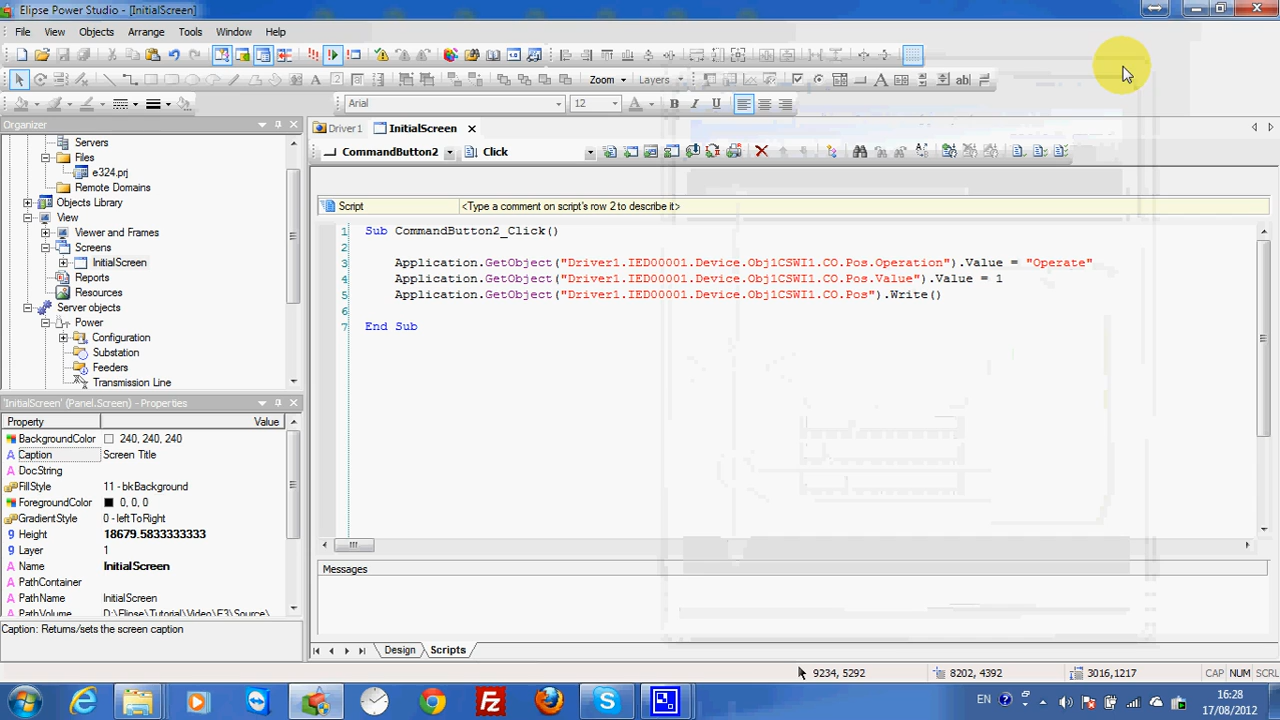 Elipse Power Studio - [InitialScreen]
File View Objects Arrange Tools Window Help
Zoom Layers
Arial 12
Organizer
Driver1 InitialScreen
Servers
Files
e324.prj
Remote Domains
Objects Library
View
Viewer and Frames
Screens
InitialScreen
Reports
Resources
Server objects
Power
Configuration
Substation
Feeders
Transmission Line
CommandButton2 Click
Script <Type a comment on script's row 2 to describe it>
1 Sub CommandButton2_Click()
2
3 Application.GetObject("Driver1.IED00001.Device.Obj1CSWI1.CO.Pos.Operation").Value = "Operate"
4 Application.GetObject("Driver1.IED00001.Device.Obj1CSWI1.CO.Pos.Value").Value = 1
5 Application.GetObject("Driver1.IED00001.Device.Obj1CSWI1.CO.Pos").Write()
6
7 End Sub
'InitialScreen' (Panel.Screen) - Properties
Property Value
BackgroundColor 240, 240, 240
Caption Screen Title
DocString
FillStyle 11 - bkBackground
ForegroundColor 0, 0, 0
GradientStyle 0 - leftToRight
Height 18679.5833333333
Layer 1
Name InitialScreen
PathContainer
PathName InitialScreen
PathVolume D:\Elipse\Tutorial\Video\E3\Source\
Caption: Returns/sets the screen caption
Messages
Design Scripts
9234, 5292 8202, 4392 3016,1217 CAP NUM SCRL
EN 16:28
17/08/2012